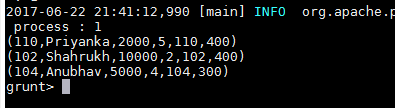 2017-06-22 21:41:12,990 [main] INFO  org.apache.p
 process : 1
(110,Priyanka,2000,5,110,400)
(102,Shahrukh,10000,2,102,400)
(104,Anubhav,5000,4,104,300)
grunt>